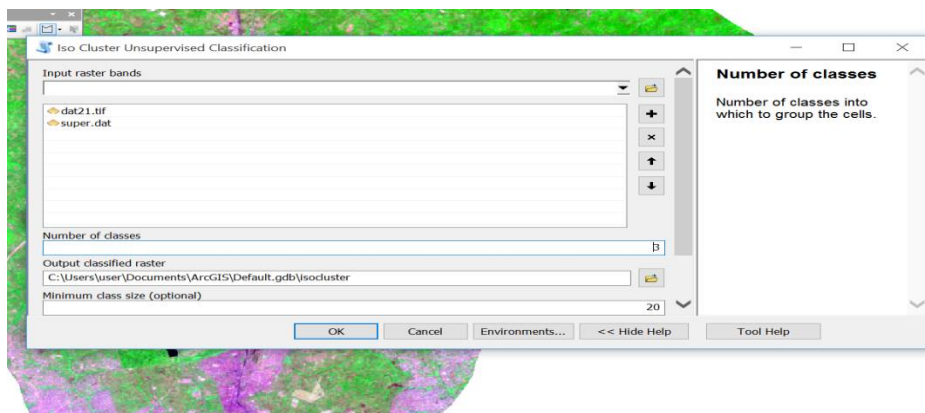 Iso Cluster Unsupervised Classification
Input raster bands
dat21.tif
super.dat
Number of classes
3
Output classified raster
C:\Users\user\Documents\ArcGIS\Default.gdb\isocluster
Minimum class size (optional)
20
OK
Cancel
Environments...
<< Hide Help
Tool Help
Number of classes
Number of classes into
which to group the cells.